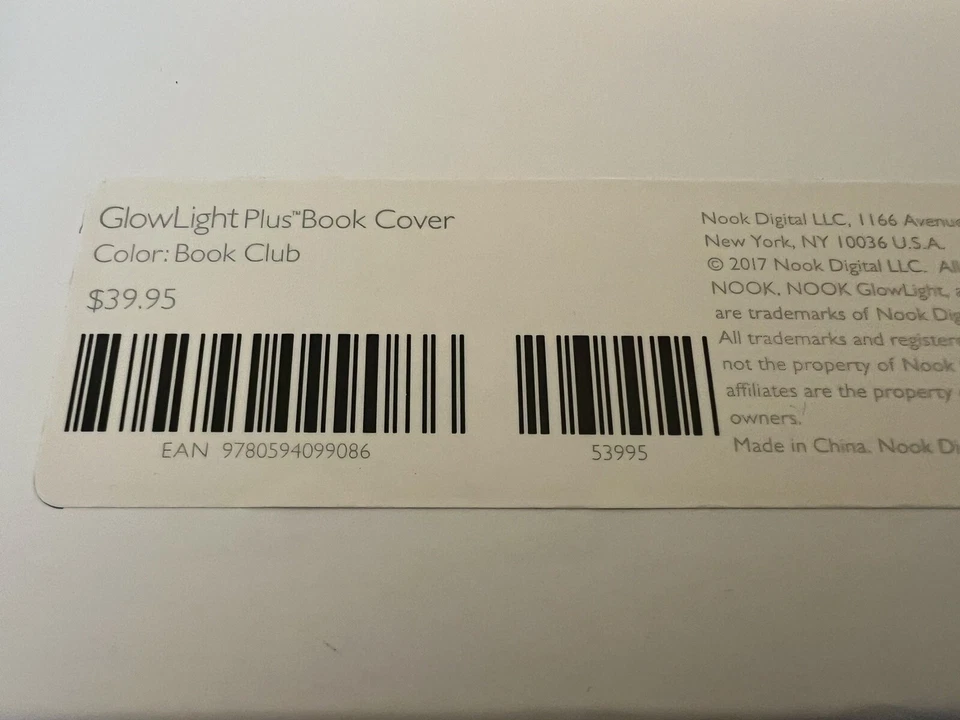 GlowLight Plus™ Book Cover
Color: Book Club
$39.95
EAN 9780594099086
53995
Nook Digital LLC, 1166 Avenue
New York, NY 10036 U.S.A.
© 2017 Nook Digital LLC. All
NOOK, NOOK GlowLight,
are trademarks of Nook
All trademarks and
not the property of Nook
affiliates are the property
owners.
Made in China. Nook